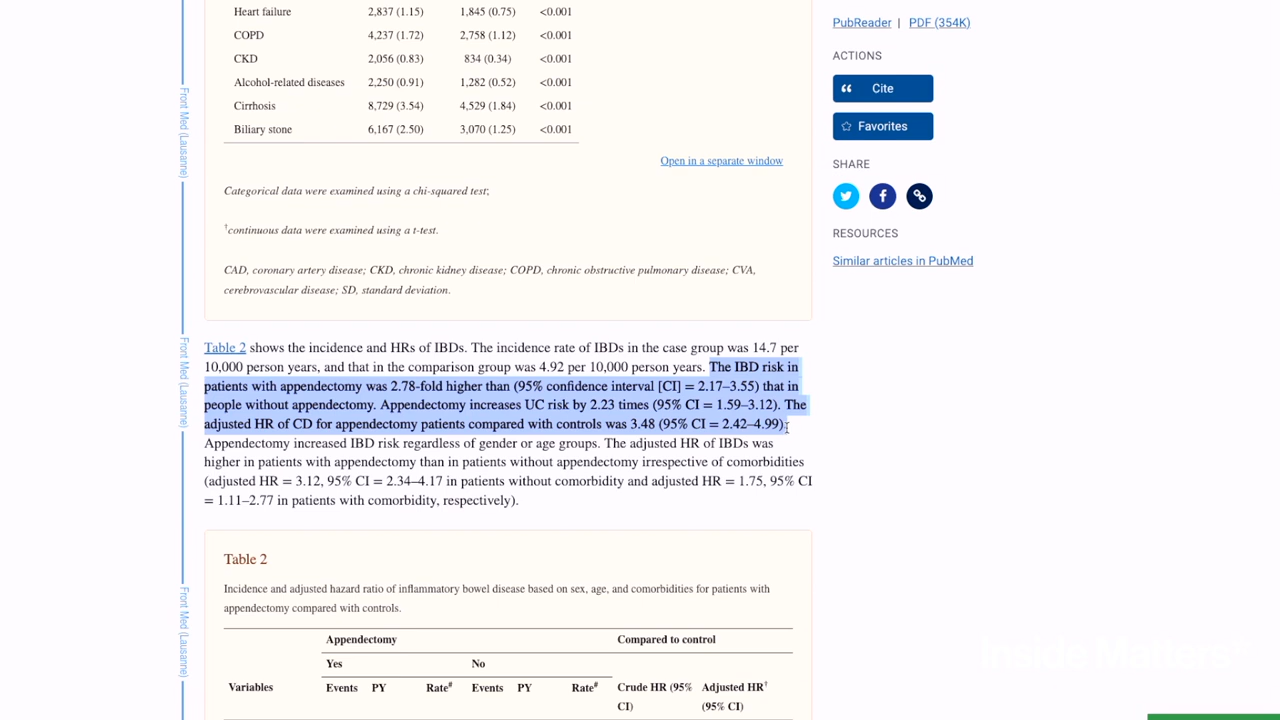 PubReader | PDF (354K)
Heart failure 2,837 (1.15) 1,845 (0.75) <0.001
COPD 4,237 (1.72) 2,758 (1.12) <0.001
CKD 2,056 (0.83) 834 (0.34) <0.001
Alcohol-related diseases 2,250 (0.91) 1,282 (0.52) <0.001
Cirrhosis 8,729 (3.54) 4,529 (1.84) <0.001
Biliary stone 6,167 (2.50) 3,070 (1.25) <0.001
Open in a separate window
Categorical data were examined using a chi-squared test;
†continuous data were examined using a t-test.
CAD, coronary artery disease; CKD, chronic kidney disease; COPD, chronic obstructive pulmonary disease; CVA,
cerebrovascular disease; SD, standard deviation.
Table 2 shows the incidence and HRs of IBDs. The incidence rate of IBDs in the case group was 14.7 per
10,000 person years, and that in the comparison group was 7.02 per 10,000 person years. The IBD risk in
patients with appendectomy was 2.78-fold higher than (95% confidence interval [CI] = 2.17–3.55) that in
people without appendectomy. Appendectomy increases UC risk by 2.23 times (95% CI = 1.59–3.12). The
adjusted HR of CD for appendectomy patients compared with controls was 3.48 (95% CI = 2.42–4.99).
Appendectomy increased IBD risk regardless of gender or age groups. The adjusted HR of IBDs was
higher in patients with appendectomy than in patients without appendectomy irrespective of comorbidities
(adjusted HR = 3.12, 95% CI = 2.34–4.17 in patients without comorbidity and adjusted HR = 1.75, 95% CI
= 1.11–2.77 in patients with comorbidity, respectively).
Table 2
Incidence and adjusted hazard ratio of inflammatory bowel disease based on sex, age, and comorbidities for patients with
appendectomy compared with controls.
Appendectomy Compared to control
Yes No
Variables Events PY Rate# Events PY Rate# Crude HR (95% Adjusted HR†
CI) (95% CI)
ACTIONS
Cite
Favorites
SHARE
RESOURCES
Similar articles in PubMed
Front Med (Lausanne)
Front Med (Lausanne)
Front Med (Lausanne)
Matters